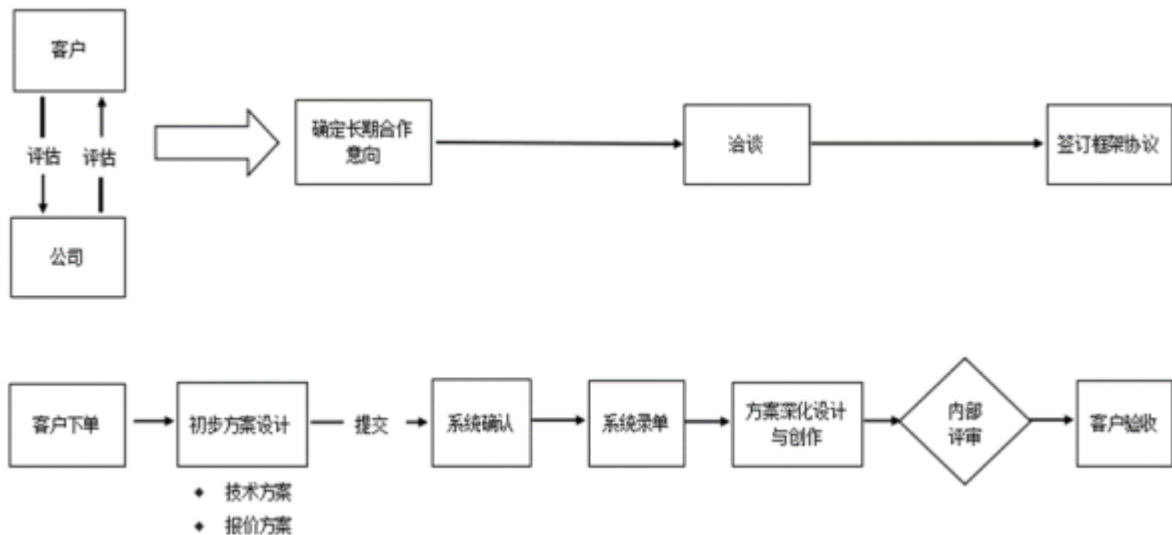 客户
评估 评估
公司
确定长期合作
意向
洽谈
签订框架协议
客户下单
初步方案设计
提交
系统确认
系统录单
方案深化设计
与创作
内部
评审
客户验收
◆ 技术方案
◆ 报价方案